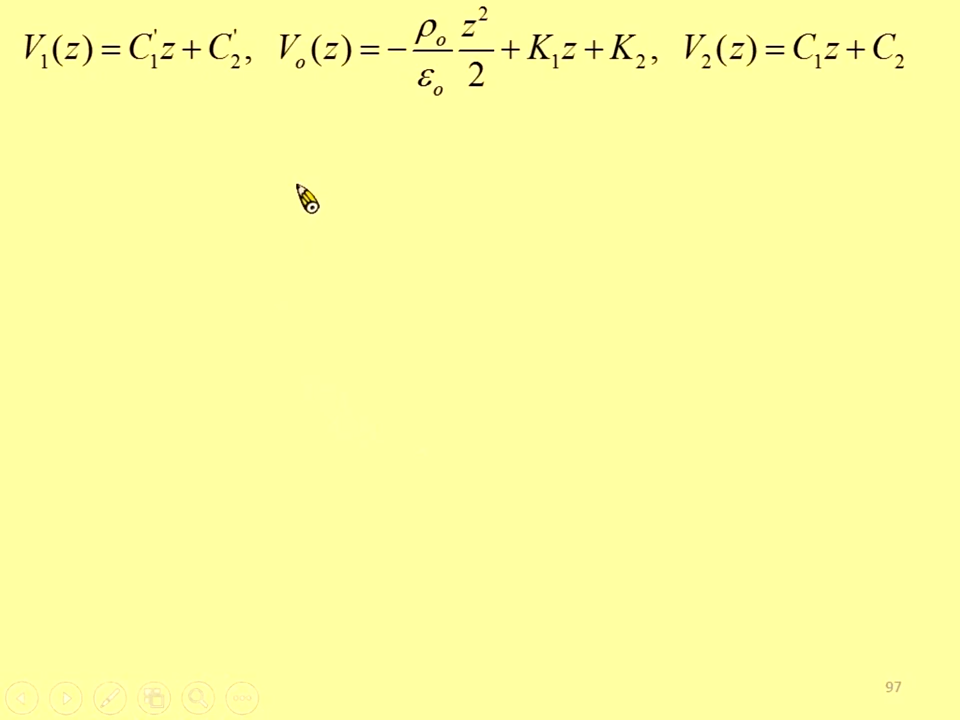 V₁(z) = C₁'z + C₂', Vₒ(z) = −(ρₒ/εₒ)(z²/2) + K₁z + K₂, V₂(z) = C₁z + C₂
97